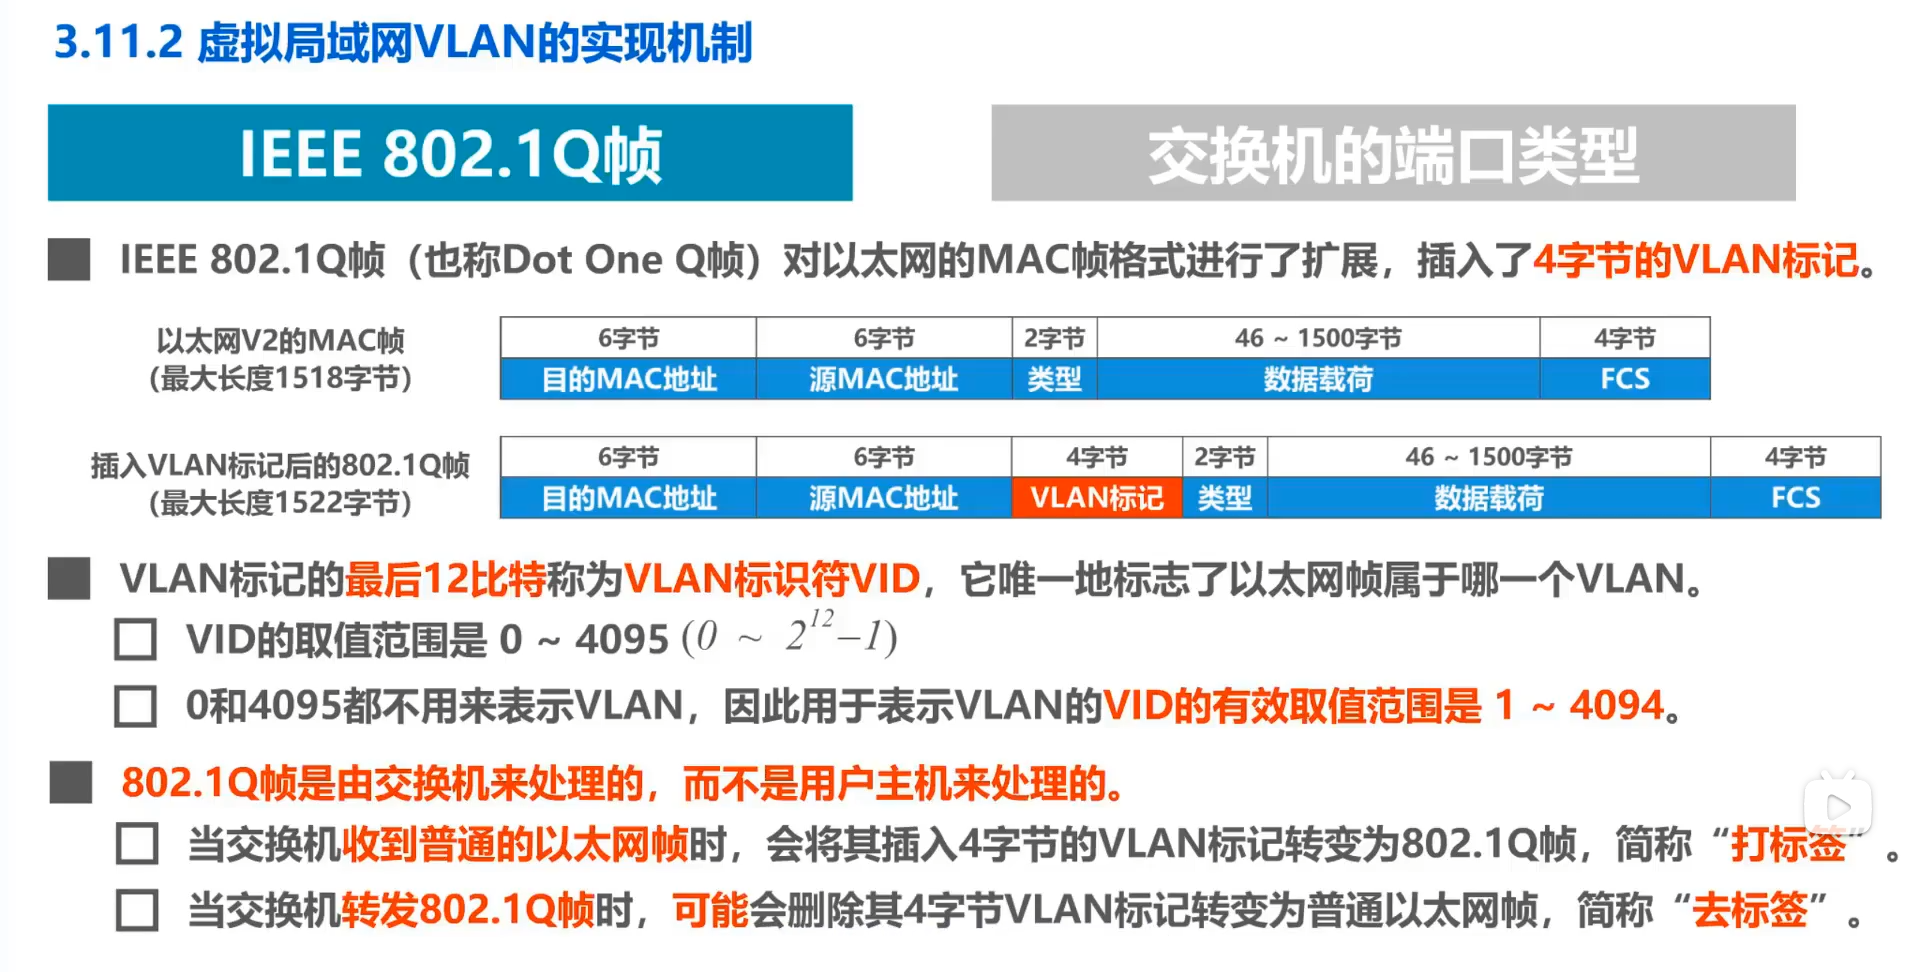 3.11.2 虚拟局域网VLAN的实现机制
IEEE 802.1Q帧
交换机的端口类型
IEEE 802.1Q帧（也称Dot One Q帧）对以太网的MAC帧格式进行了扩展，插入了4字节的VLAN标记。
以太网V2的MAC帧
（最大长度1518字节）
6字节 6字节 2字节 46 ~ 1500字节 4字节
目的MAC地址 源MAC地址 类型 数据载荷 FCS
插入VLAN标记后的802.1Q帧
（最大长度1522字节）
6字节 6字节 4字节 2字节 46 ~ 1500字节 4字节
目的MAC地址 源MAC地址 VLAN标记 类型 数据载荷 FCS
VLAN标记的最后12比特称为VLAN标识符VID，它唯一地标志了以太网帧属于哪一个VLAN。
VID的取值范围是 0 ~ 4095 (0 ~ 2^12−1)
0和4095都不用来表示VLAN，因此用于表示VLAN的VID的有效取值范围是 1 ~ 4094。
802.1Q帧是由交换机来处理的，而不是用户主机来处理的。
当交换机收到普通的以太网帧时，会将其插入4字节的VLAN标记转变为802.1Q帧，简称“打标签”。
当交换机转发802.1Q帧时，可能会删除其4字节VLAN标记转变为普通以太网帧，简称“去标签”。